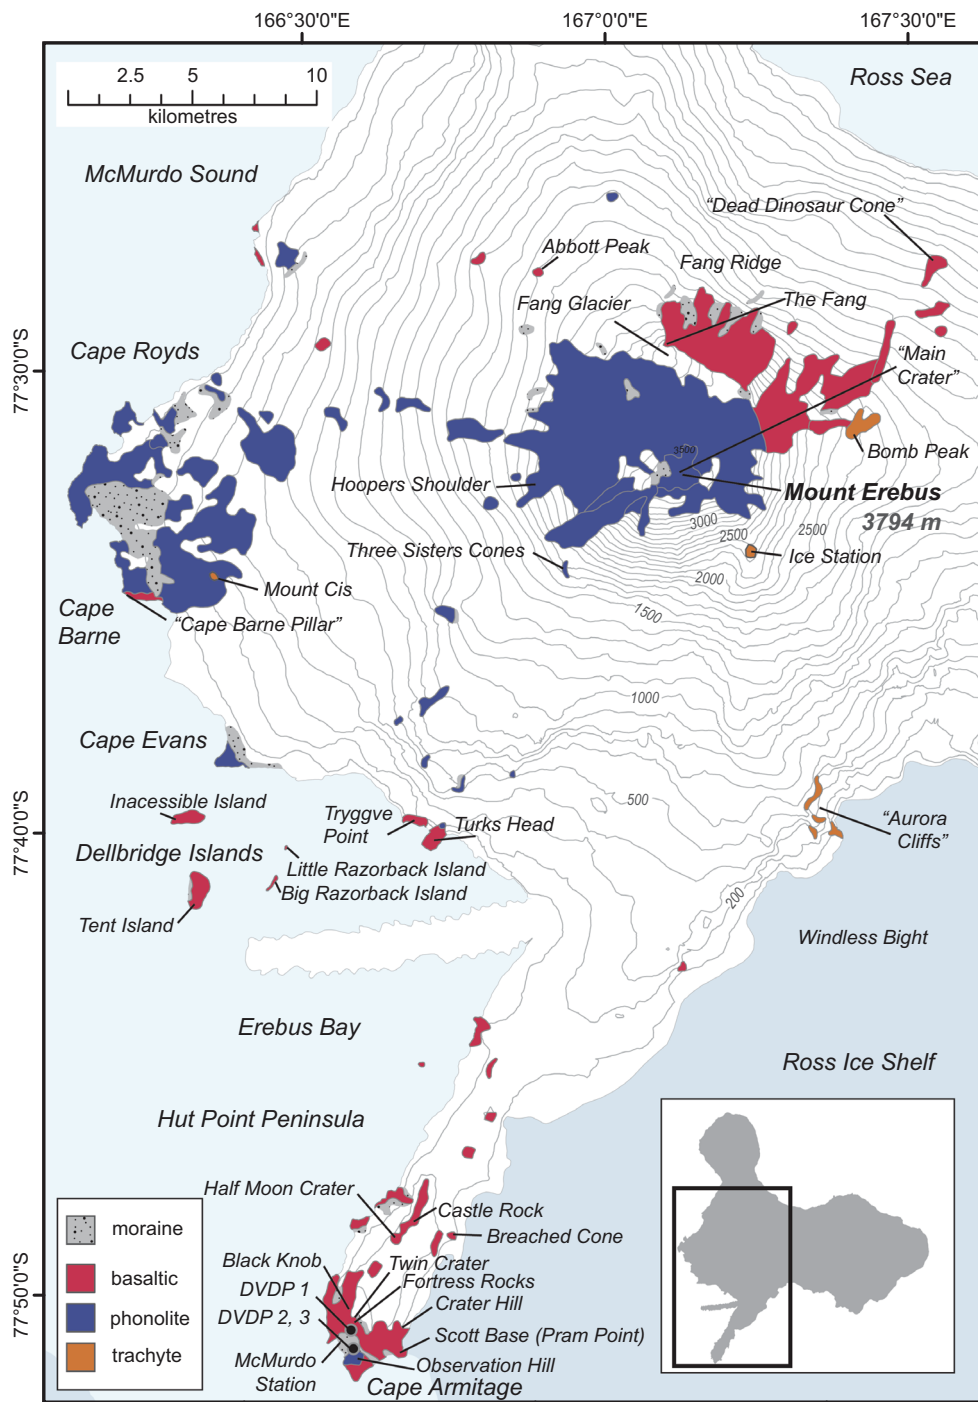 166°30'0"E
167°0'0"E
167°30'0"E
2.5
5
10
kilometres
Ross Sea
McMurdo Sound
"Dead Dinosaur Cone"
Abbott Peak
Fang Ridge
Fang Glacier
The Fang
Cape Royds
77°30'0"S
"Main
Crater"
Bomb Peak
3500
Hoopers Shoulder
Mount Erebus
3794 m
3000
2500
2500
Three Sisters Cones
Ice Station
2000
Mount Cis
1500
Cape
Barne
"Cape Barne Pillar"
1000
Cape Evans
500
Inacessible Island
Tryggve
Point
Turks Head
"Aurora
Cliffs"
77°40'0"S
Dellbridge Islands
Little Razorback Island
Big Razorback Island
200
Tent Island
Windless Bight
Erebus Bay
Ross Ice Shelf
Hut Point Peninsula
Half Moon Crater
Castle Rock
Breached Cone
Black Knob
Twin Crater
DVDP 1
Fortress Rocks
77°50'0"S
DVDP 2, 3
Crater Hill
Scott Base (Pram Point)
McMurdo
Station
Observation Hill
Cape Armitage
moraine
basaltic
phonolite
trachyte